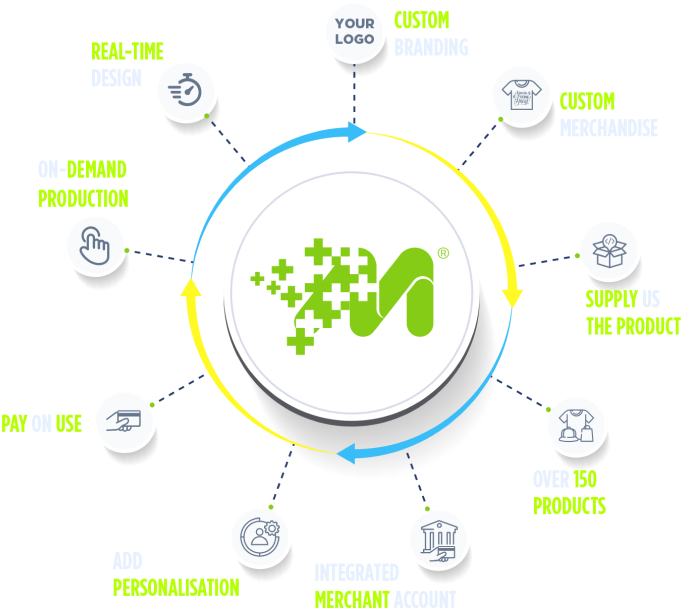 YOUR
LOGO
CUSTOM
BRANDING
REAL-TIME
DESIGN
CUSTOM
MERCHANDISE
ON-DEMAND
PRODUCTION
®
SUPPLY US
THE PRODUCT
PAY ON USE
OVER 150
PRODUCTS
ADD
PERSONALISATION
INTEGRATED
MERCHANT ACCOUNT